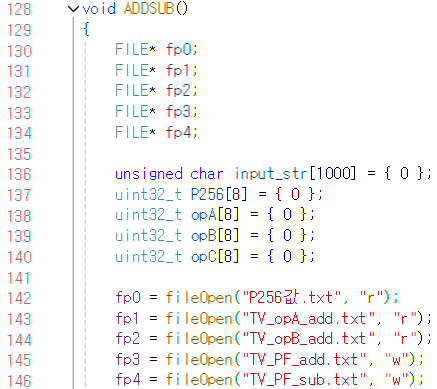 128 void ADDSUB()
129 {
130 FILE* fp0;
131 FILE* fp1;
132 FILE* fp2;
133 FILE* fp3;
134 FILE* fp4;
135
136 unsigned char input_str[1000] = { 0 };
137 uint32_t P256[8] = { 0 };
138 uint32_t opA[8] = { 0 };
139 uint32_t opB[8] = { 0 };
140 uint32_t opC[8] = { 0 };
141
142 fp0 = fileOpen("P256값.txt", "r");
143 fp1 = fileOpen("TV_opA_add.txt", "r");
144 fp2 = fileOpen("TV_opB_add.txt", "r");
145 fp3 = fileOpen("TV_PF_add.txt", "w");
146 fp4 = fileOpen("TV_PF_sub.txt", "w");